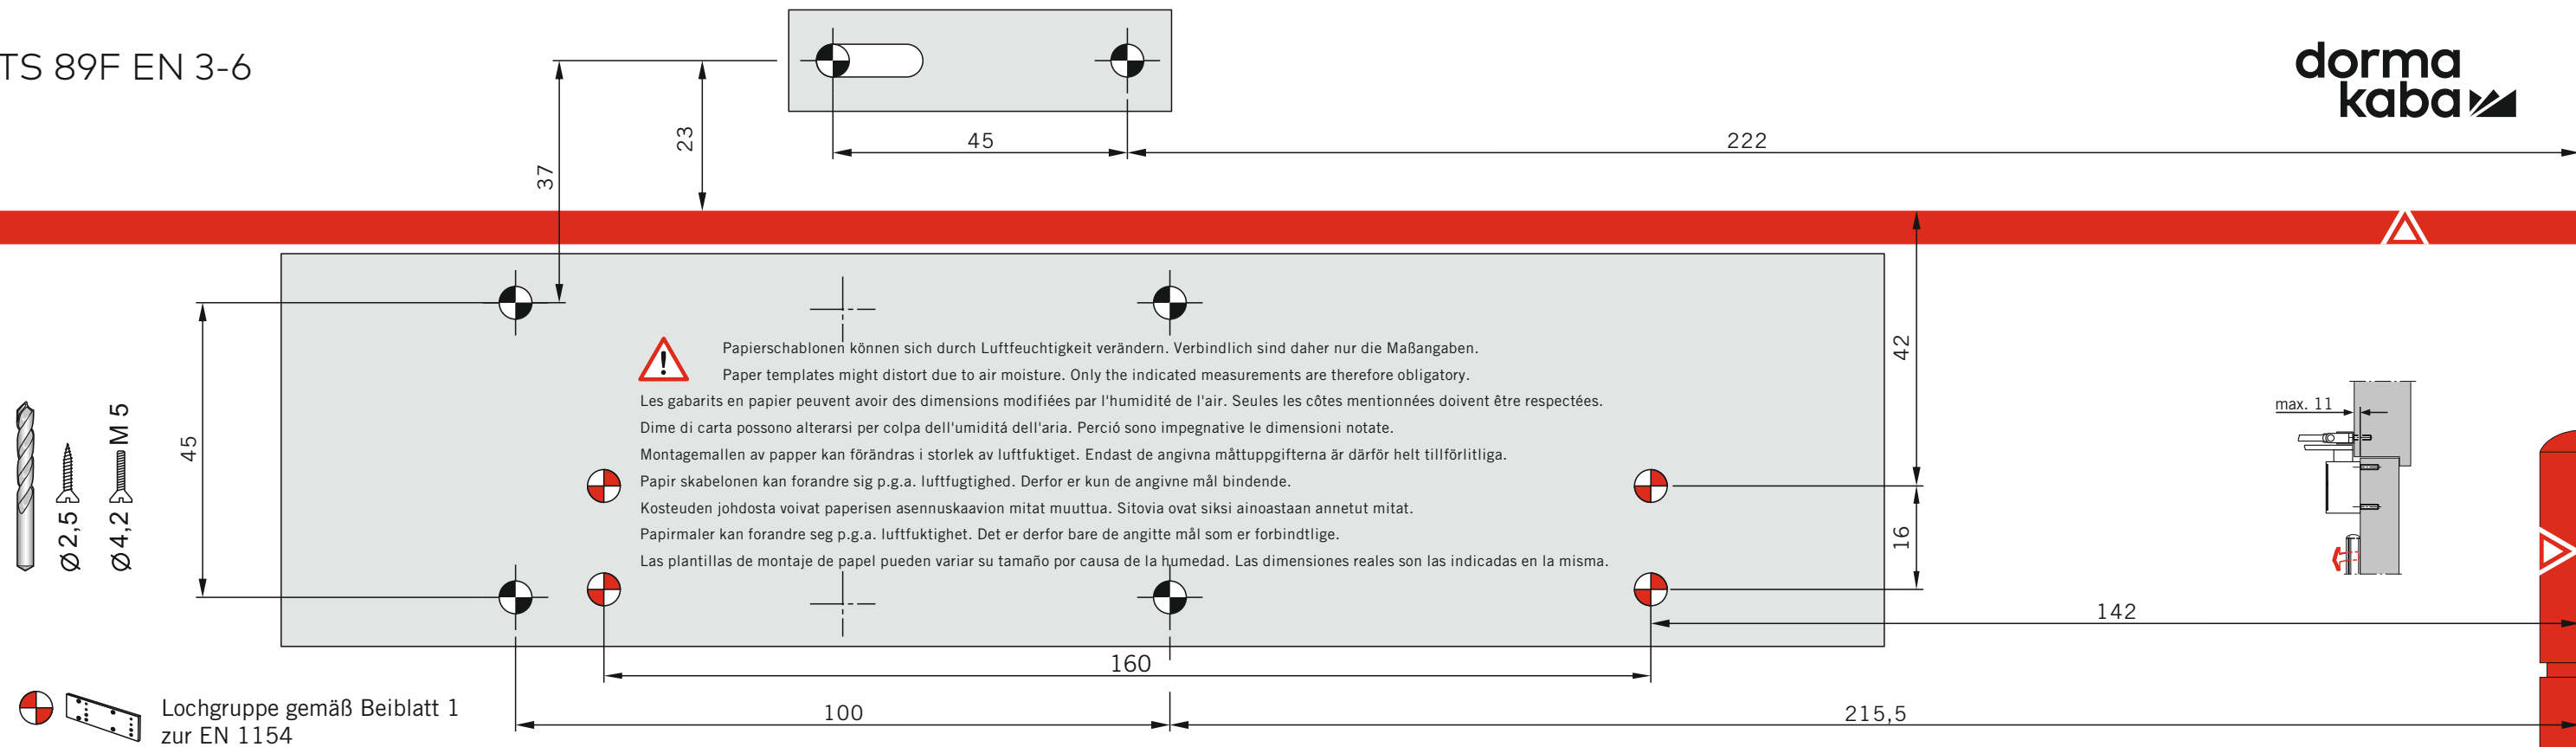 TS 89F EN 3-6
dorma
kaba
45
222
23
37
42
Papierschablonen können sich durch Luftfeuchtigkeit verändern. Verbindlich sind daher nur die Maßangaben.
Paper templates might distort due to air moisture. Only the indicated measurements are therefore obligatory.
Les gabarits en papier peuvent avoir des dimensions modifiées par l'humidité de l'air. Seules les côtes mentionnées doivent être respectées.
Dime di carta possono alterarsi per colpa dell'umiditá dell'aria. Perció sono impegnative le dimensioni notate.
Montagemallen av papper kan förändras i storlek av luftfuktiget. Endast de angivna måttuppgifterna är därför helt tillförlitliga.
Papir skabelonen kan forandre sig p.g.a. luftfugtighed. Derfor er kun de angivne mål bindende.
Kosteuden johdosta voivat paperisen asennuskaavion mitat muuttua. Sitovia ovat siksi ainoastaan annetut mitat.
Papirmaler kan forandre seg p.g.a. luftfuktighet. Det er derfor bare de angitte mål som er forbindtlige.
Las plantillas de montaje de papel pueden variar su tamaño por causa de la humedad. Las dimensiones reales son las indicadas en la misma.
max. 11
Ø2,5
Ø4,2 M 5
45
16
142
160
100
215,5
Lochgruppe gemäß Beiblatt 1
zur EN 1154